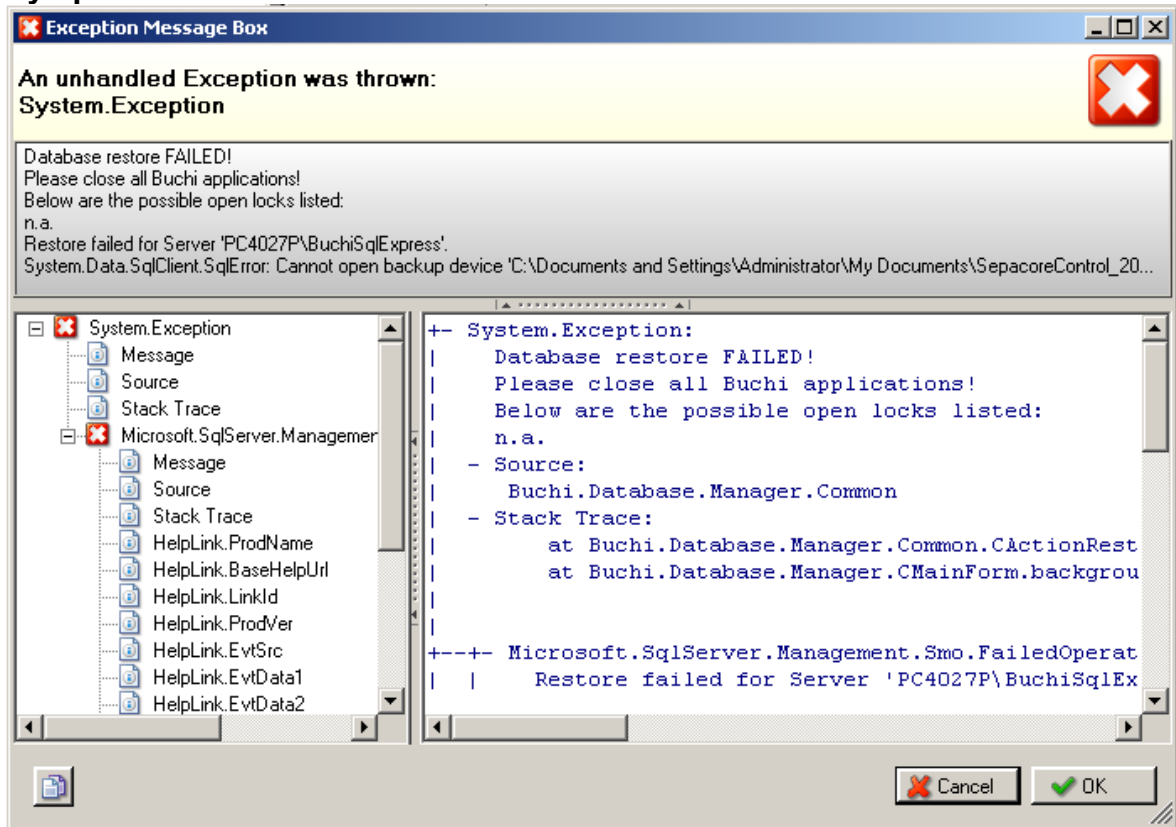 Exception Message Box
An unhandled Exception was thrown:
System.Exception
Database restore FAILED!
Please close all Buchi applications!
Below are the possible open locks listed:
n.a.
Restore failed for Server 'PC4027P\BuchiSqlExpress'.
System.Data.SqlClient.SqlError: Cannot open backup device 'C:\Documents and Settings\Administrator\My Documents\SepacoreControl_20...
System.Exception
Message
Source
Stack Trace
Microsoft.SqlServer.Managemer
Message
Source
Stack Trace
HelpLink.ProdName
HelpLink.BaseHelpUrl
HelpLink.LinkId
HelpLink.ProdVer
HelpLink.EvtSrc
HelpLink.EvtData1
HelpLink.EvtData2
+- System.Exception:
| Database restore FAILED!
| Please close all Buchi applications!
| Below are the possible open locks listed:
| n.a.
| - Source:
| Buchi.Database.Manager.Common
| - Stack Trace:
| at Buchi.Database.Manager.Common.CActionRest
| at Buchi.Database.Manager.CMainForm.backgrou
|
|
+--+- Microsoft.SqlServer.Management.Smo.FailedOperat
| | Restore failed for Server 'PC4027P\BuchiSqlEx
Cancel
OK